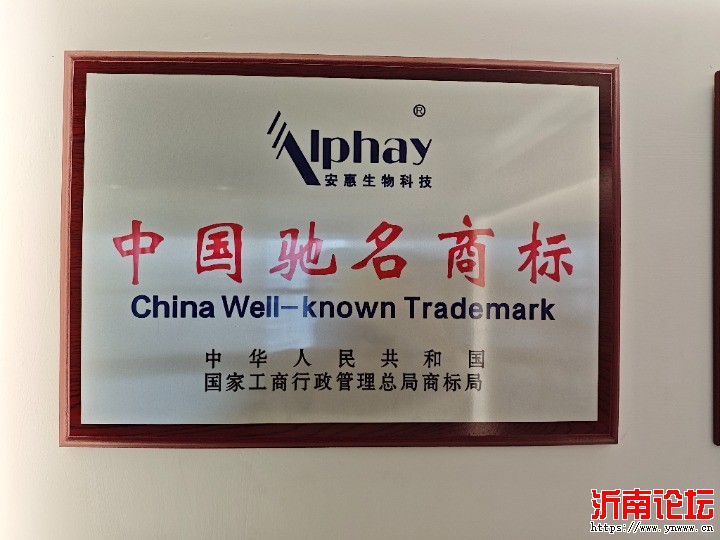 Alphay®
安惠生物科技
中国驰名商标
China Well-known Trademark
中华人民共和国
国家工商行政管理总局商标局
沂南论坛
https://www.ynwww.cn